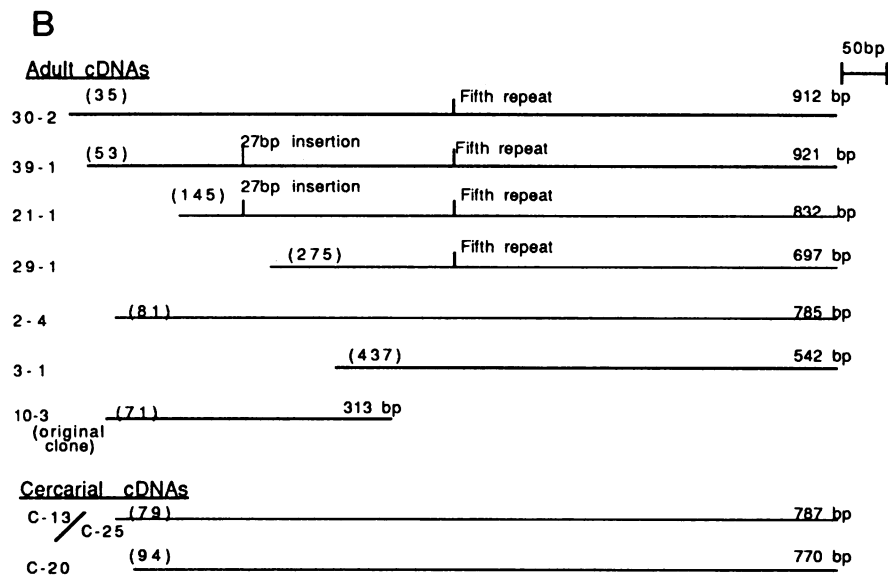 B
50bp
Adult cDNAs
(35) Fifth repeat 912 bp
30-2
27bp insertion Fifth repeat
(53) 921 bp
39-1
27bp insertion
(145) Fifth repeat 832 bp
21-1
Fifth repeat
(275) 697 bp
29-1
(81) 785 bp
2-4
(437) 542 bp
3-1
(71) 313 bp
10-3
(original
clone)
Cercarial cDNAs
C-13/C-25 (79) 787 bp
(94) 770 bp
C-20